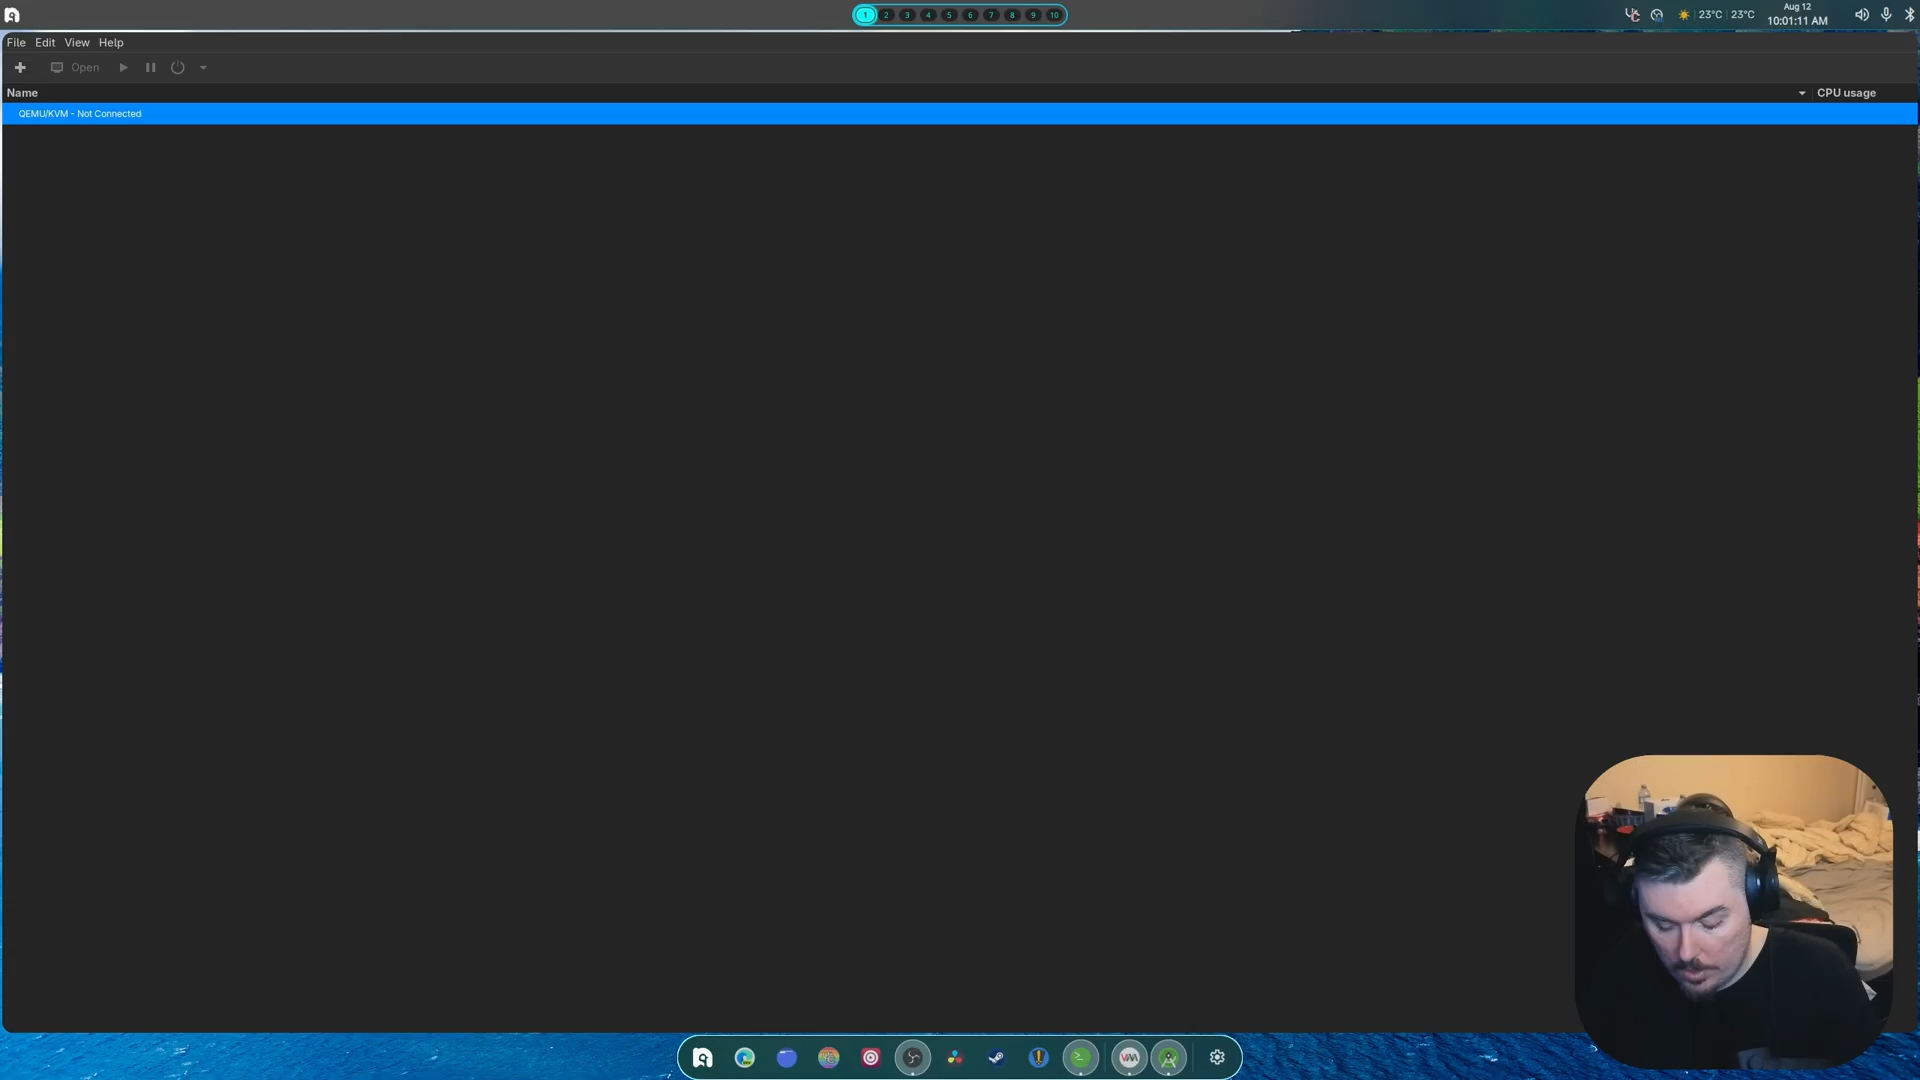 1 2 3 4 5 6 7 8 9 10
23°C 23°C
Aug 12
10:01:11 AM
File Edit View Help
Open
Name
CPU usage
QEMU/KVM - Not Connected